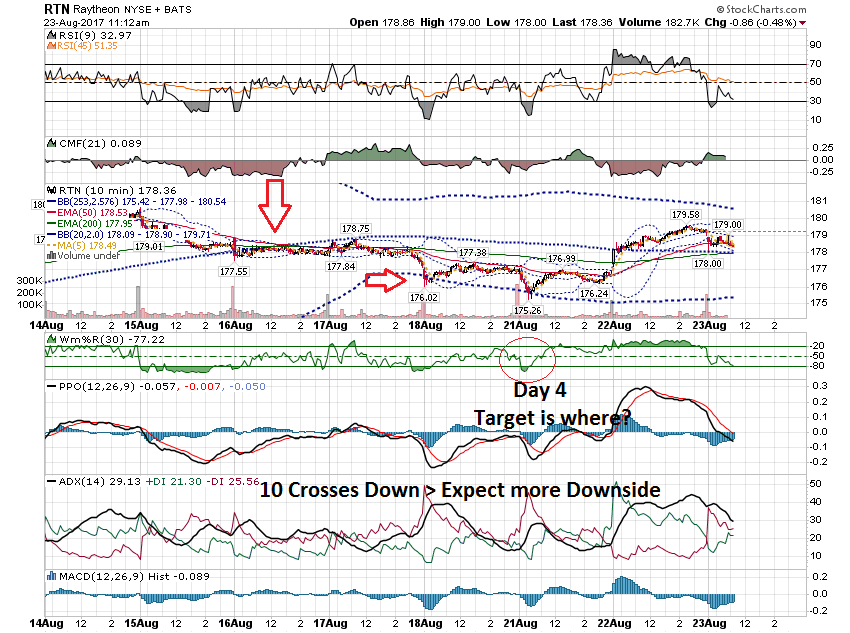 RTN Raytheon NYSE + BATS © StockCharts.com
23-Aug-2017 11:12am Open 178.86 High 179.00 Low 178.00 Last 178.36 Volume 182.7K Chg -0.86 (-0.48%)
RSI(9) 32.97
RSI(45) 51.35
90
70
50
30
10
CMF(21) 0.089
0.25
0.00
-0.25
RTN (10 min) 178.36
BB(253,2.576) 175.42 - 177.98 - 180.54
EMA(50) 178.53
EMA(200) 177.95
BB(20,2.0) 178.09 - 178.90 - 179.71
MA(5) 178.49
Volume undef
179.01
177.55
178.75
177.84
176.02
177.38
175.26
176.99
176.24
179.58
179.00
178.00
181
180
179
178
177
176
175
300K
200K
100K
14Aug 12 2 15Aug 12 2 16Aug 12 2 17Aug 12 2 18Aug 12 2 21Aug 12 2 22Aug 12 2 23Aug 12 2
Wm%R(30) -77.22
-20
-50
-80
PPO(12,26,9) -0.057, -0.007, -0.050
Day 4
Target is where?
0.3
0.2
0.1
0.0
-0.1
-0.2
ADX(14) 29.13 +DI 21.30 -DI 25.56
10 Crosses Down > Expect more Downside
50
40
30
20
10
MACD(12,26,9) Hist -0.089
0.2
0.0
-0.2
14Aug 12 2 15Aug 12 2 16Aug 12 2 17Aug 12 2 18Aug 12 2 21Aug 12 2 22Aug 12 2 23Aug 12 2